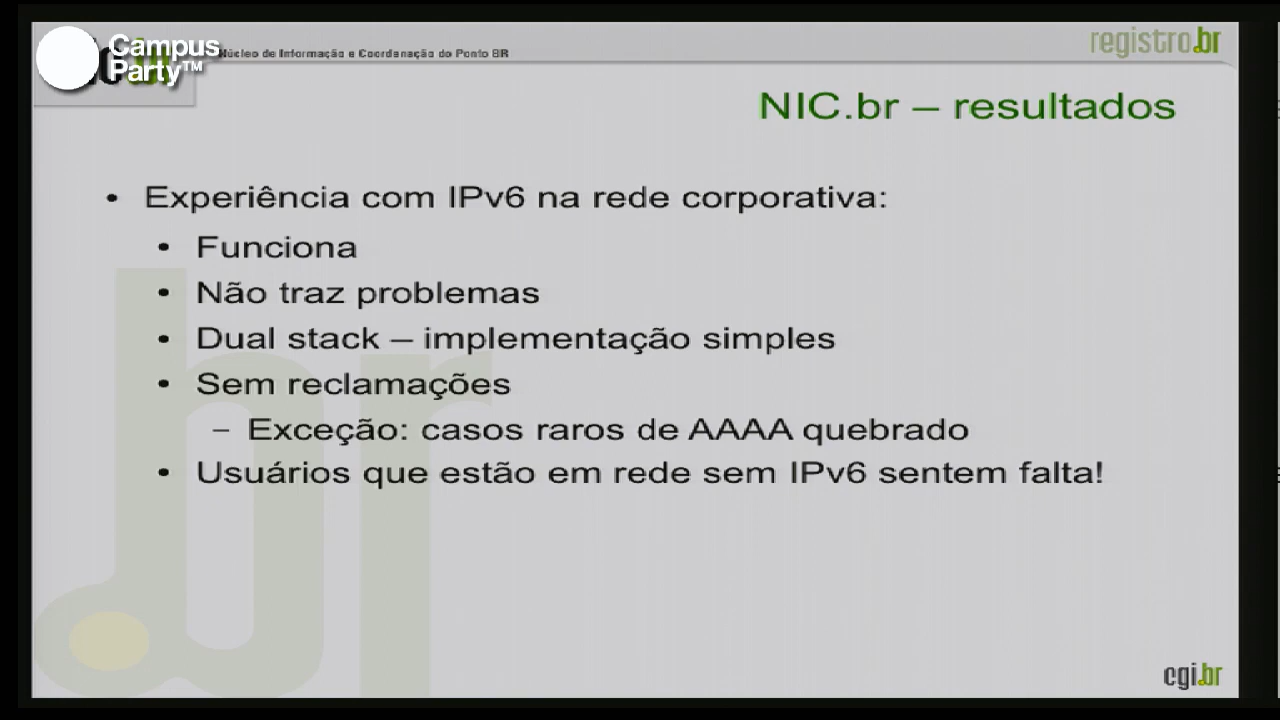 Campus
Party™
Núcleo de Informação e Coordenação do Ponto BR
registro.br
NIC.br – resultados
• Experiência com IPv6 na rede corporativa:
• Funciona
• Não traz problemas
• Dual stack – implementação simples
• Sem reclamações
– Exceção: casos raros de AAAA quebrado
• Usuários que estão em rede sem IPv6 sentem falta!
.br
cgi.br